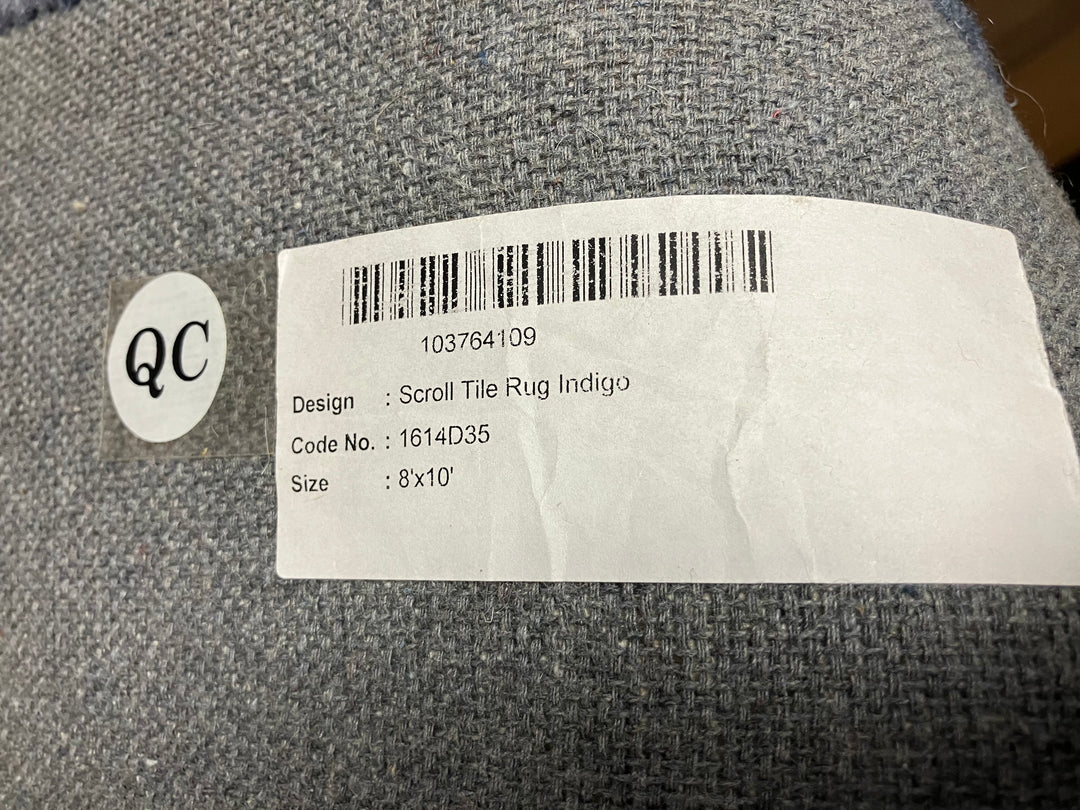 QC
103764109
Design : Scroll Tile Rug Indigo
Code No. : 1614D35
Size : 8'x10'